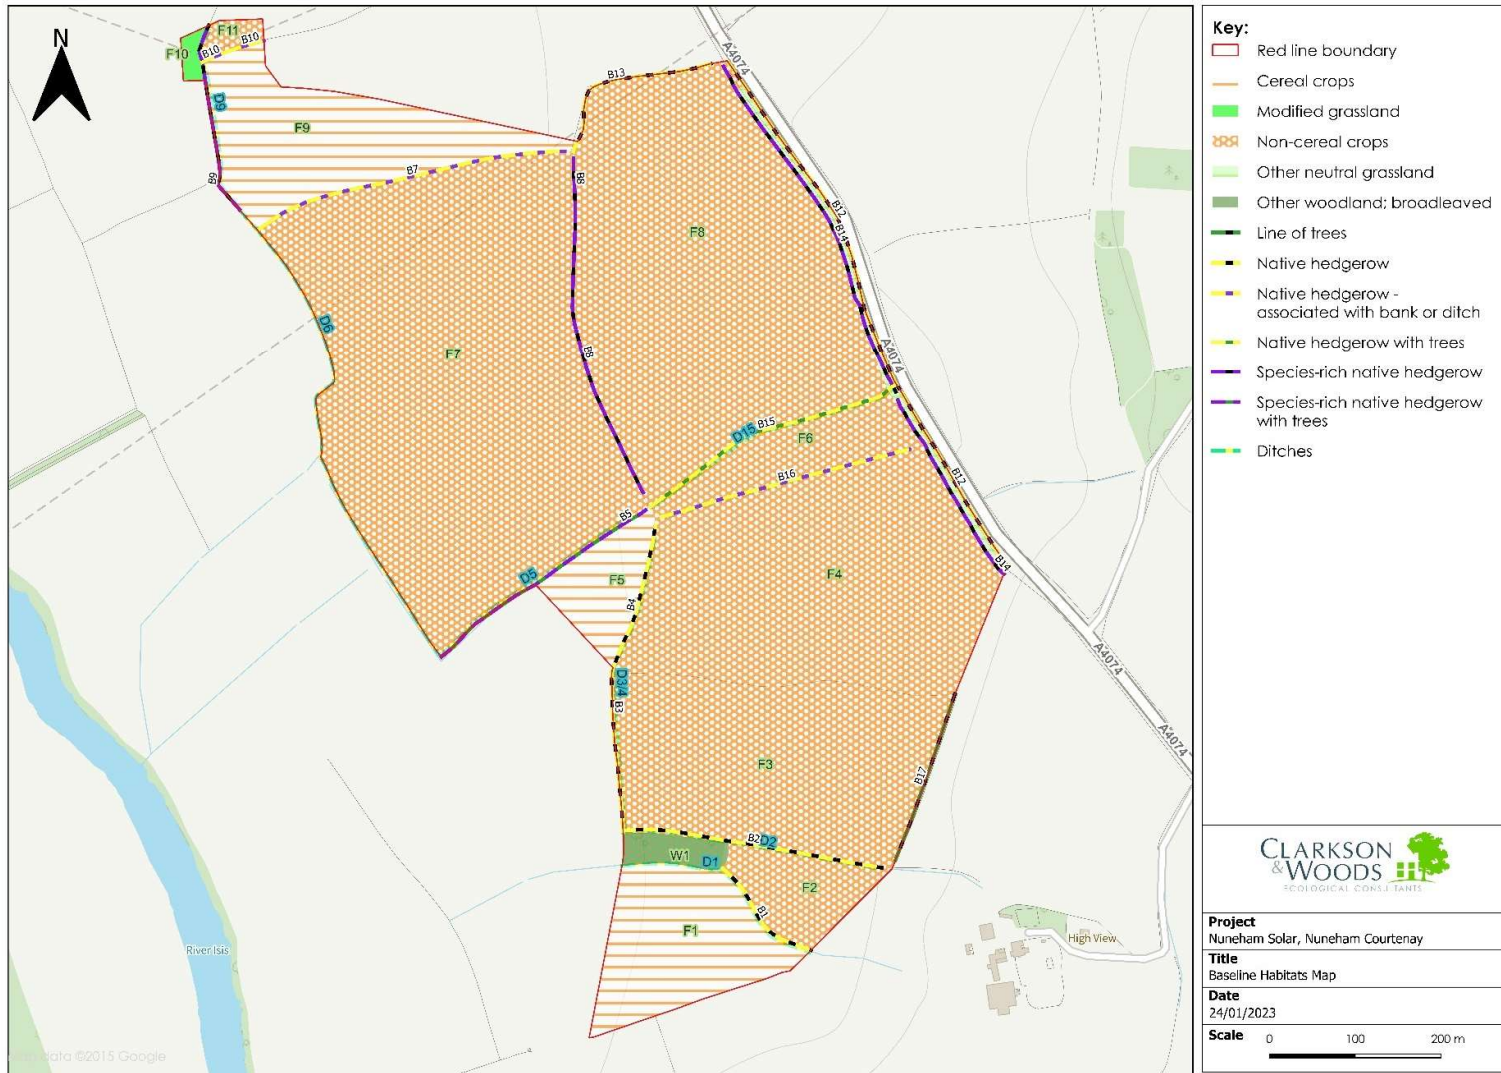 N
F11
F10
B10
B10
D9
F9
B9
B7
B13
A4074
B8
F8
B12
B14
D6
F7
B8
A4074
B15
D15
F6
B16
B12
B5
D5
F5
B4
F4
B14
A4074
A4074
D3/4
B3
F3
B17
B2
D2
W1
D1
F2
B1
F1
High View
River Isis
data ©2015 Google
Key:
Red line boundary
Cereal crops
Modified grassland
Non-cereal crops
Other neutral grassland
Other woodland; broadleaved
Line of trees
Native hedgerow
Native hedgerow -
associated with bank or ditch
Native hedgerow with trees
Species-rich native hedgerow
Species-rich native hedgerow
with trees
Ditches
CLARKSON
&WOODS
ECOLOGICAL CONSULTANTS
Project
Nuneham Solar, Nuneham Courtenay
Title
Baseline Habitats Map
Date
24/01/2023
Scale
0 100 200 m